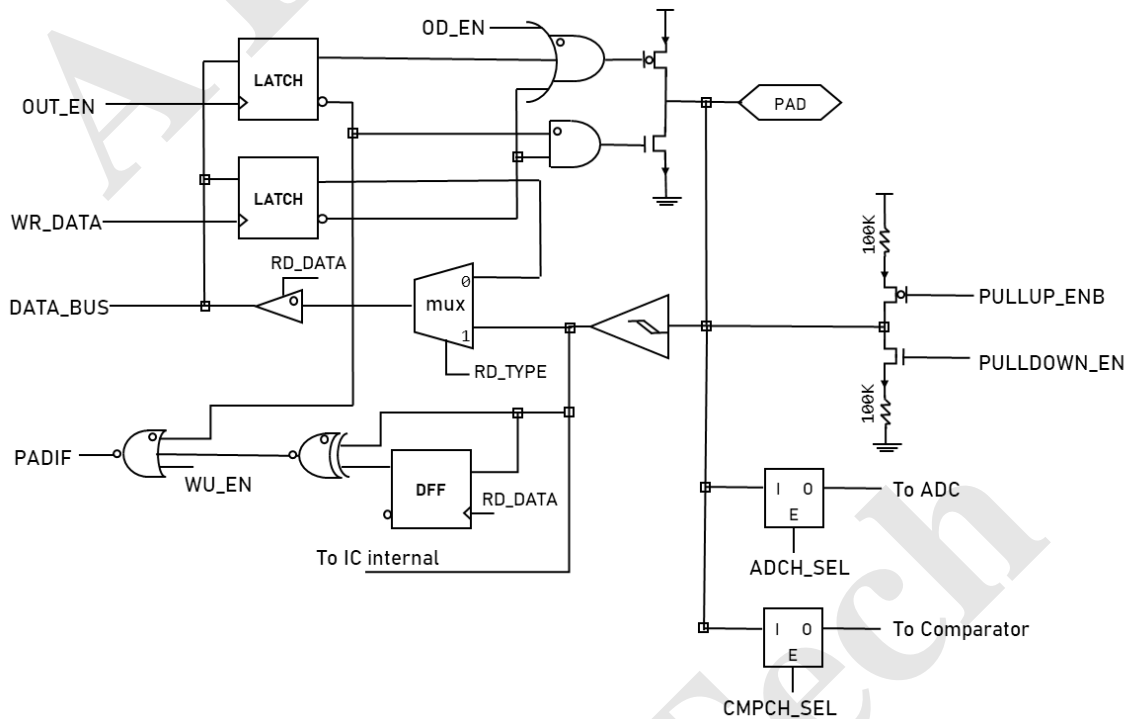 OD_EN
LATCH
OUT_EN
PAD
LATCH
WR_DATA
100K
RD_DATA
0
mux
PULLUP_ENB
DATA_BUS
1
PULLDOWN_EN
RD_TYPE
100K
PADIF
WU_EN
DFF
RD_DATA
I O
E
To ADC
To IC internal
ADCH_SEL
I O
E
To Comparator
CMPCH_SEL
Tech